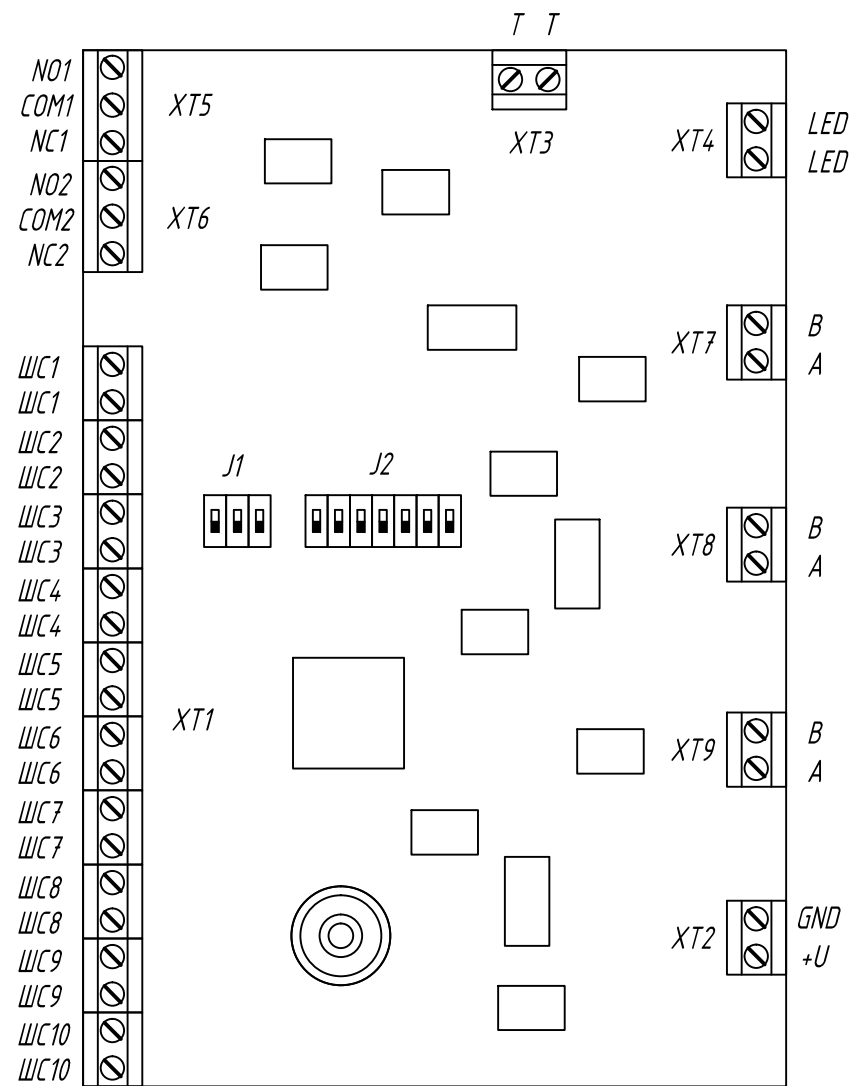 T T
NO1
COM1
NC1
XT5
XT3
XT4
LED
LED
NO2
COM2
NC2
XT6
XT7
B
A
ШС1
ШС1
ШС2
ШС2
ШС3
ШС3
ШС4
ШС4
ШС5
ШС5
ШС6
ШС6
ШС7
ШС7
ШС8
ШС8
ШС9
ШС9
ШС10
ШС10
J1
J2
XT1
XT8
B
A
XT9
B
A
XT2
GND
+U